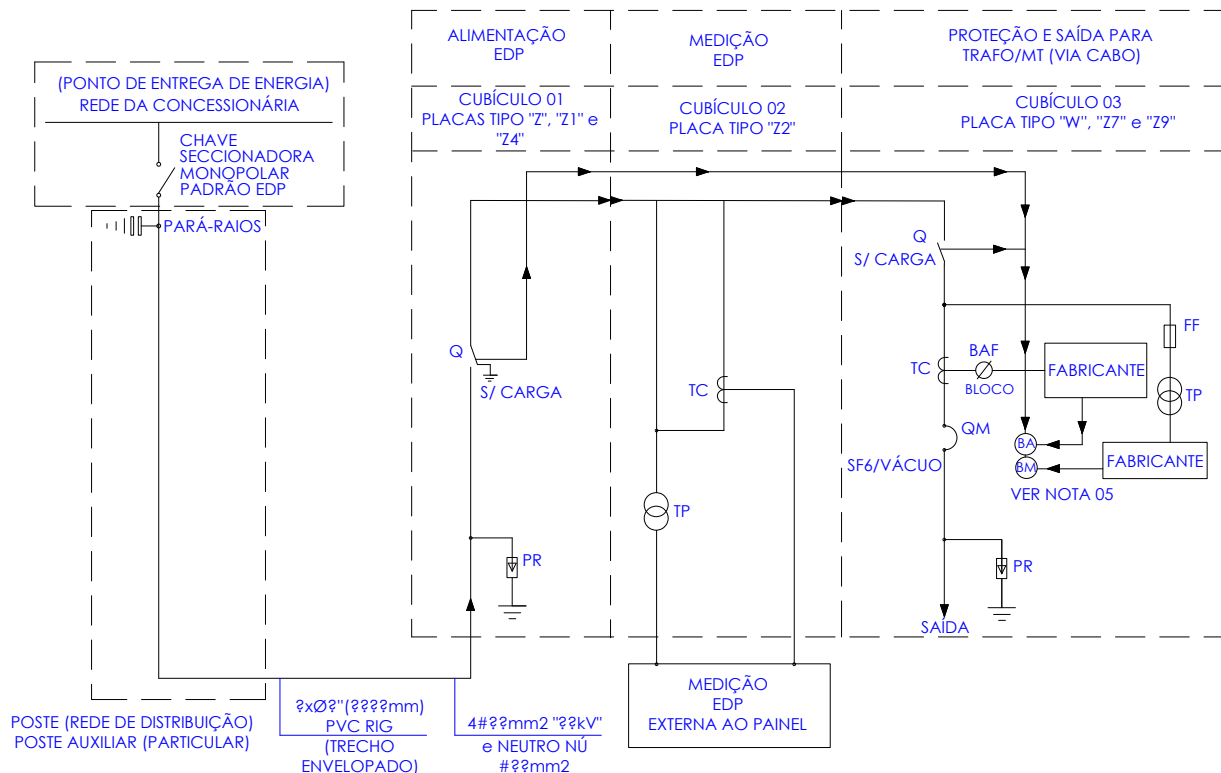 (PONTO DE ENTREGA DE ENERGIA)
REDE DA CONCESSIONÁRIA
CHAVE
SECCIONADORA
MONOPOLAR
PADRÃO EDP
PARÁ-RAIOS
POSTE (REDE DE DISTRIBUIÇÃO)
POSTE AUXILIAR (PARTICULAR)
?xØ?"(????mm)
PVC RIG
(TRECHO
ENVELOPADO)
4#??mm2 "??kV"
e NEUTRO NÚ
#??mm2
ALIMENTAÇÃO
EDP
CUBÍCULO 01
PLACAS TIPO "Z", "Z1" e
"Z4"
Q
S/ CARGA
PR
MEDIÇÃO
EDP
CUBÍCULO 02
PLACA TIPO "Z2"
TC
TP
MEDIÇÃO
EDP
EXTERNA AO PAINEL
PROTEÇÃO E SAÍDA PARA
TRAFO/MT (VIA CABO)
CUBÍCULO 03
PLACA TIPO "W", "Z7" e "Z9"
Q
S/ CARGA
FF
BAF
TC
BLOCO
FABRICANTE
TP
QM
BA
SF6/VÁCUO
BM
FABRICANTE
VER NOTA 05
PR
SAÍDA